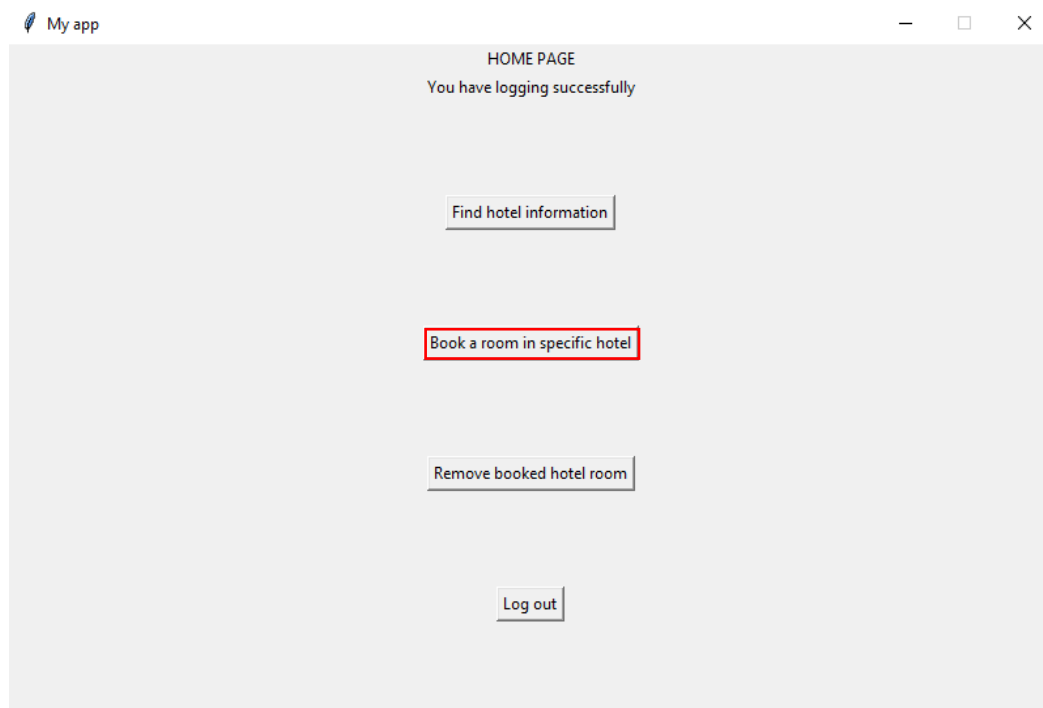 My app
HOME PAGE
You have logging successfully
Find hotel information
Book a room in specific hotel
Remove booked hotel room
Log out